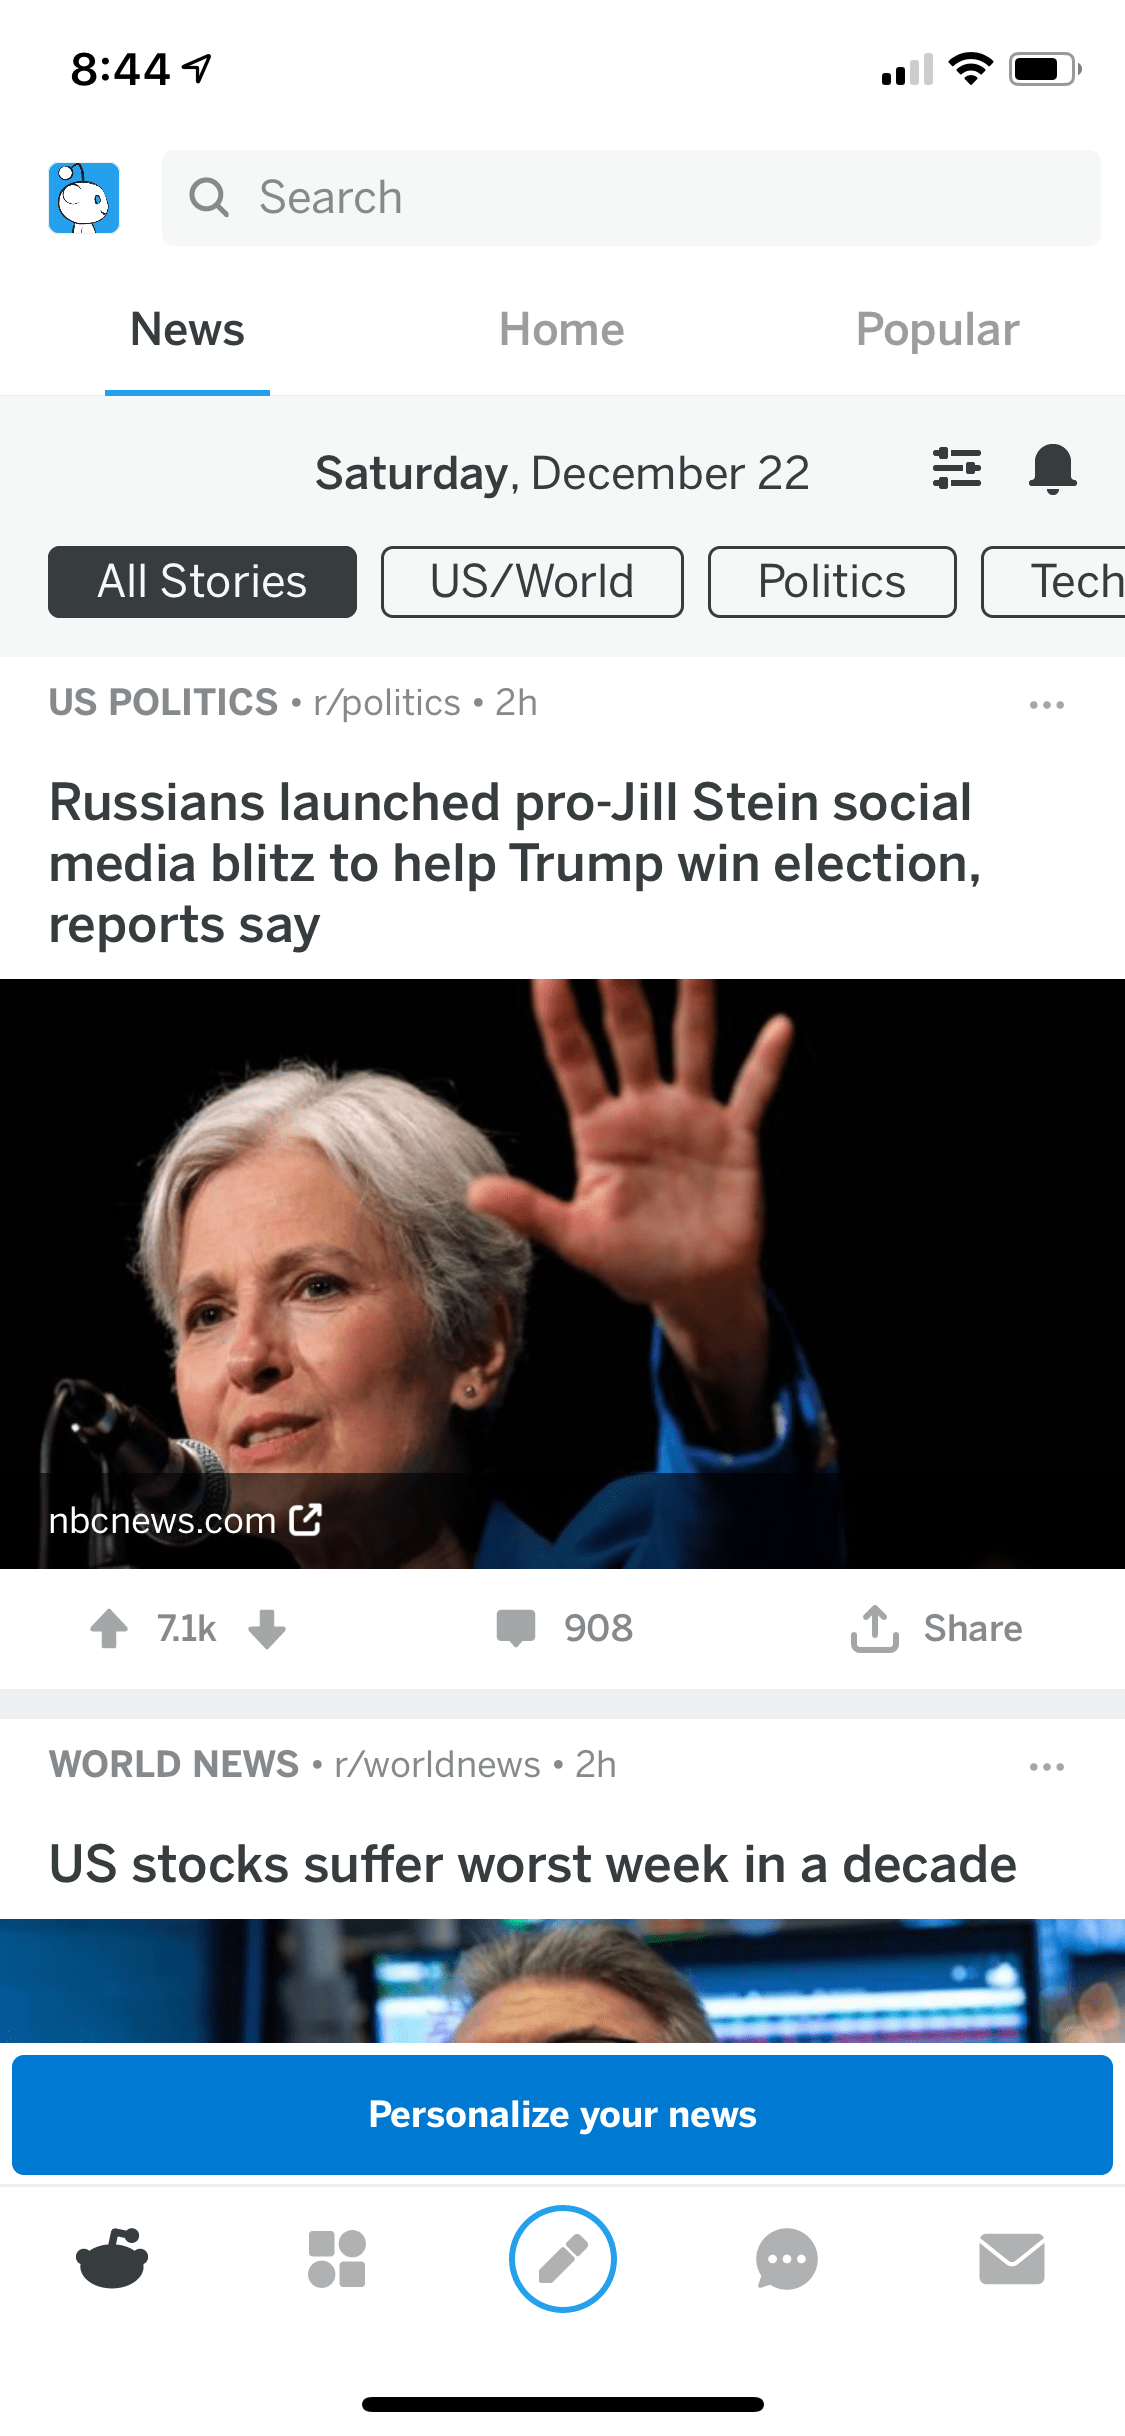 8:44
Search
News Home Popular
Saturday, December 22
All Stories US/World Politics Tech
US POLITICS • r/politics • 2h
Russians launched pro-Jill Stein social
media blitz to help Trump win election,
reports say
nbcnews.com
7.1k 908 Share
WORLD NEWS • r/worldnews • 2h
US stocks suffer worst week in a decade
Personalize your news